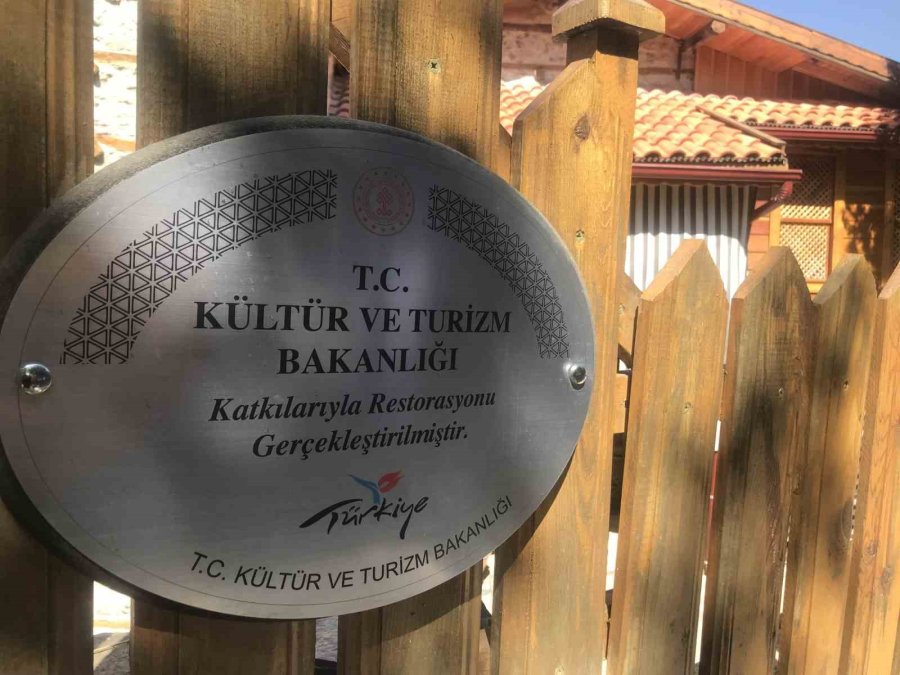 T.C.
KÜLTÜR VE TURİZM
BAKANLIĞI
Katkılarıyla Restorasyonu
Gerçekleştirilmiştir.
Türkiye
T.C. KÜLTÜR VE TURİZM BAKANLIĞI